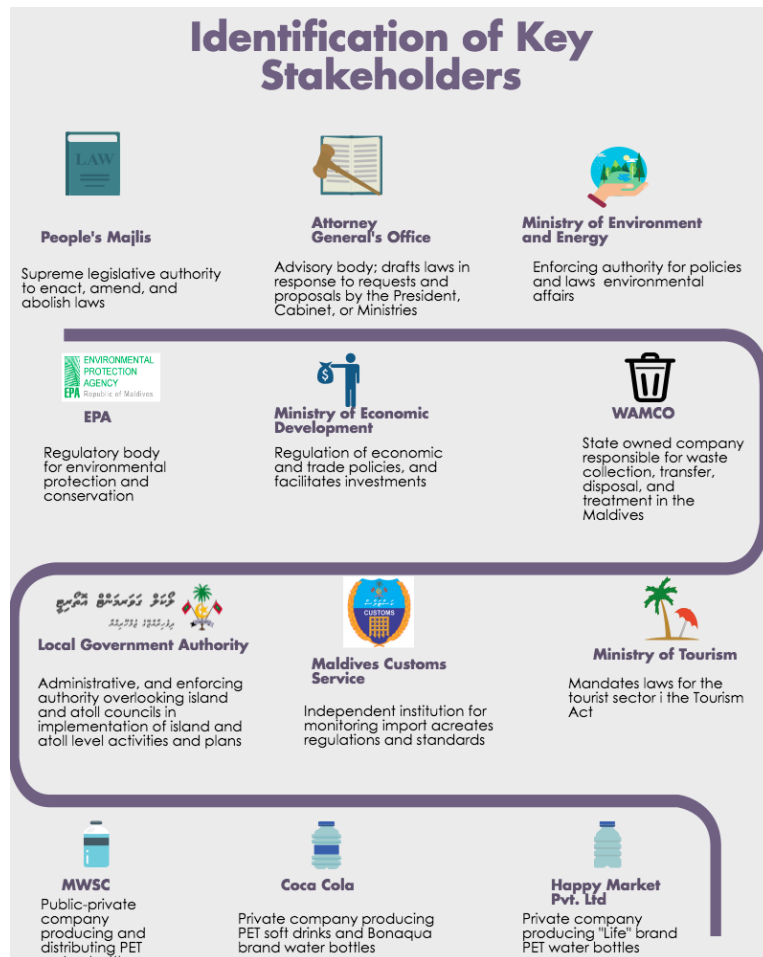 Identification of Key
Stakeholders
LAW
People's Majlis
Supreme legislative authority
to enact, amend, and
abolish laws
Attorney
General's Office
Advisory body; drafts laws in
response to requests and
proposals by the President,
Cabinet, or Ministries
Ministry of Environment
and Energy
Enforcing authority for policies
and laws environmental
affairs
ENVIRONMENTAL
PROTECTION
AGENCY
EPA Republic of Maldives
EPA
Regulatory body
for environmental
protection and
conservation
$
Ministry of Economic
Development
Regulation of economic
and trade policies, and
facilitates investments
WAMCO
State owned company
responsible for waste
collection, transfer,
disposal, and
treatment in the
Maldives
ލޯކަލް ގަވަރމަންޓް އޮތޯރިޓީ
Local Government Authority
Administrative, and enforcing
authority overlooking island
and atoll councils in
implementation of island and
atoll level activities and plans
CUSTOMS
Maldives Customs
Service
Independent institution for
monitoring import acreates
regulations and standards
Ministry of Tourism
Mandates laws for the
tourist sector i the Tourism
Act
MWSC
Public-private
company
producing and
distributing PET
Coca Cola
Private company producing
PET soft drinks and Bonaqua
brand water bottles
Happy Market
Pvt. Ltd
Private company
producing "Life" brand
PET water bottles